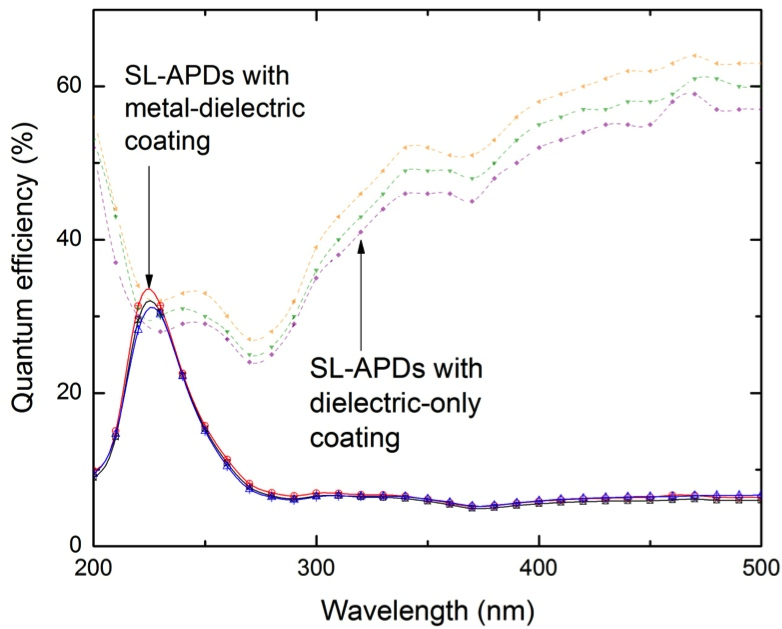 SL-APDs with
metal-dielectric
coating
SL-APDs with
dielectric-only
coating
Quantum efficiency (%)
60
40
20
0
200
300
400
500
Wavelength (nm)